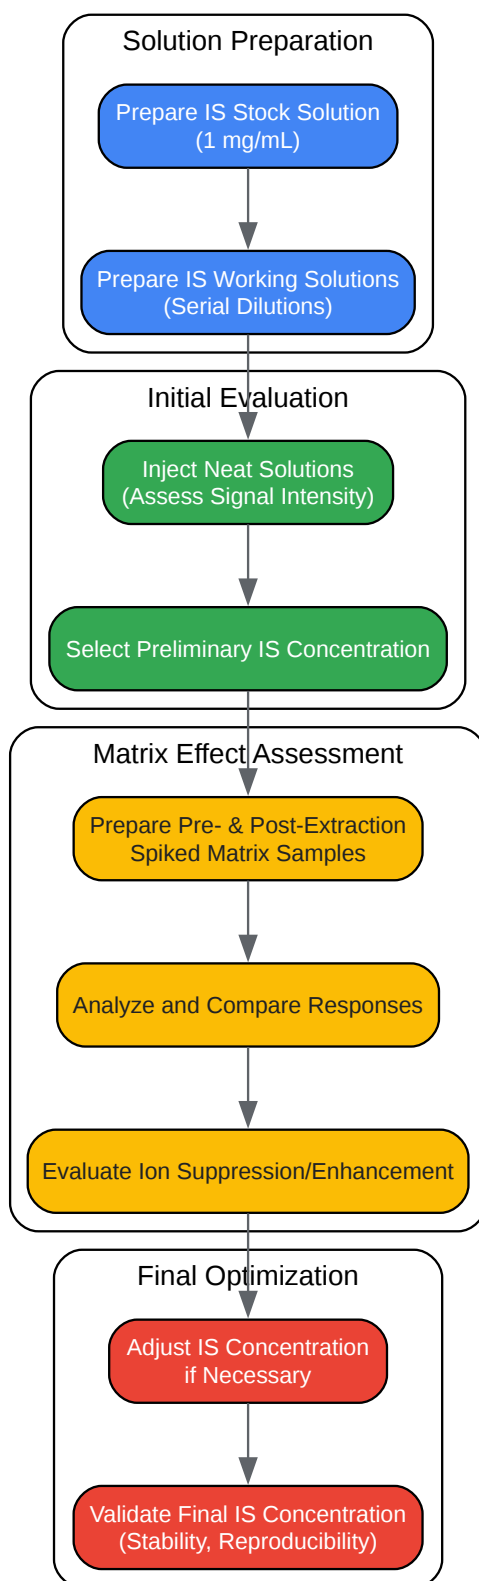 Solution Preparation
Prepare IS Stock Solution
(1 mg/mL)
Prepare IS Working Solutions
(Serial Dilutions)
Initial Evaluation
Inject Neat Solutions
(Assess Signal Intensity)
Select Preliminary IS Concentration
Matrix Effect Assessment
Prepare Pre- & Post-Extraction
Spiked Matrix Samples
Analyze and Compare Responses
Evaluate Ion Suppression/Enhancement
Final Optimization
Adjust IS Concentration
if Necessary
Validate Final IS Concentration
(Stability, Reproducibility)